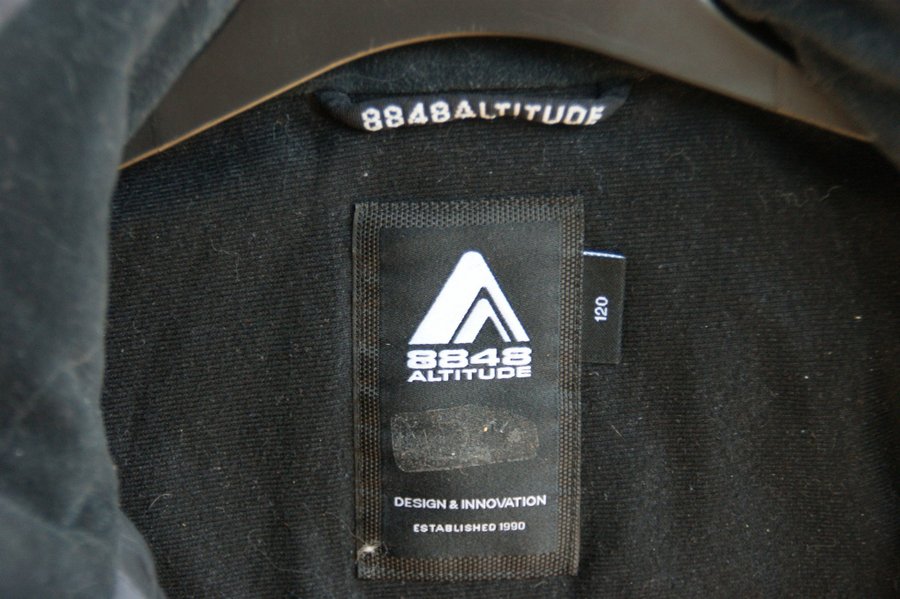 8848ALTITUDE
8848
ALTITUDE
120
DESIGN & INNOVATION
ESTABLISHED 1990